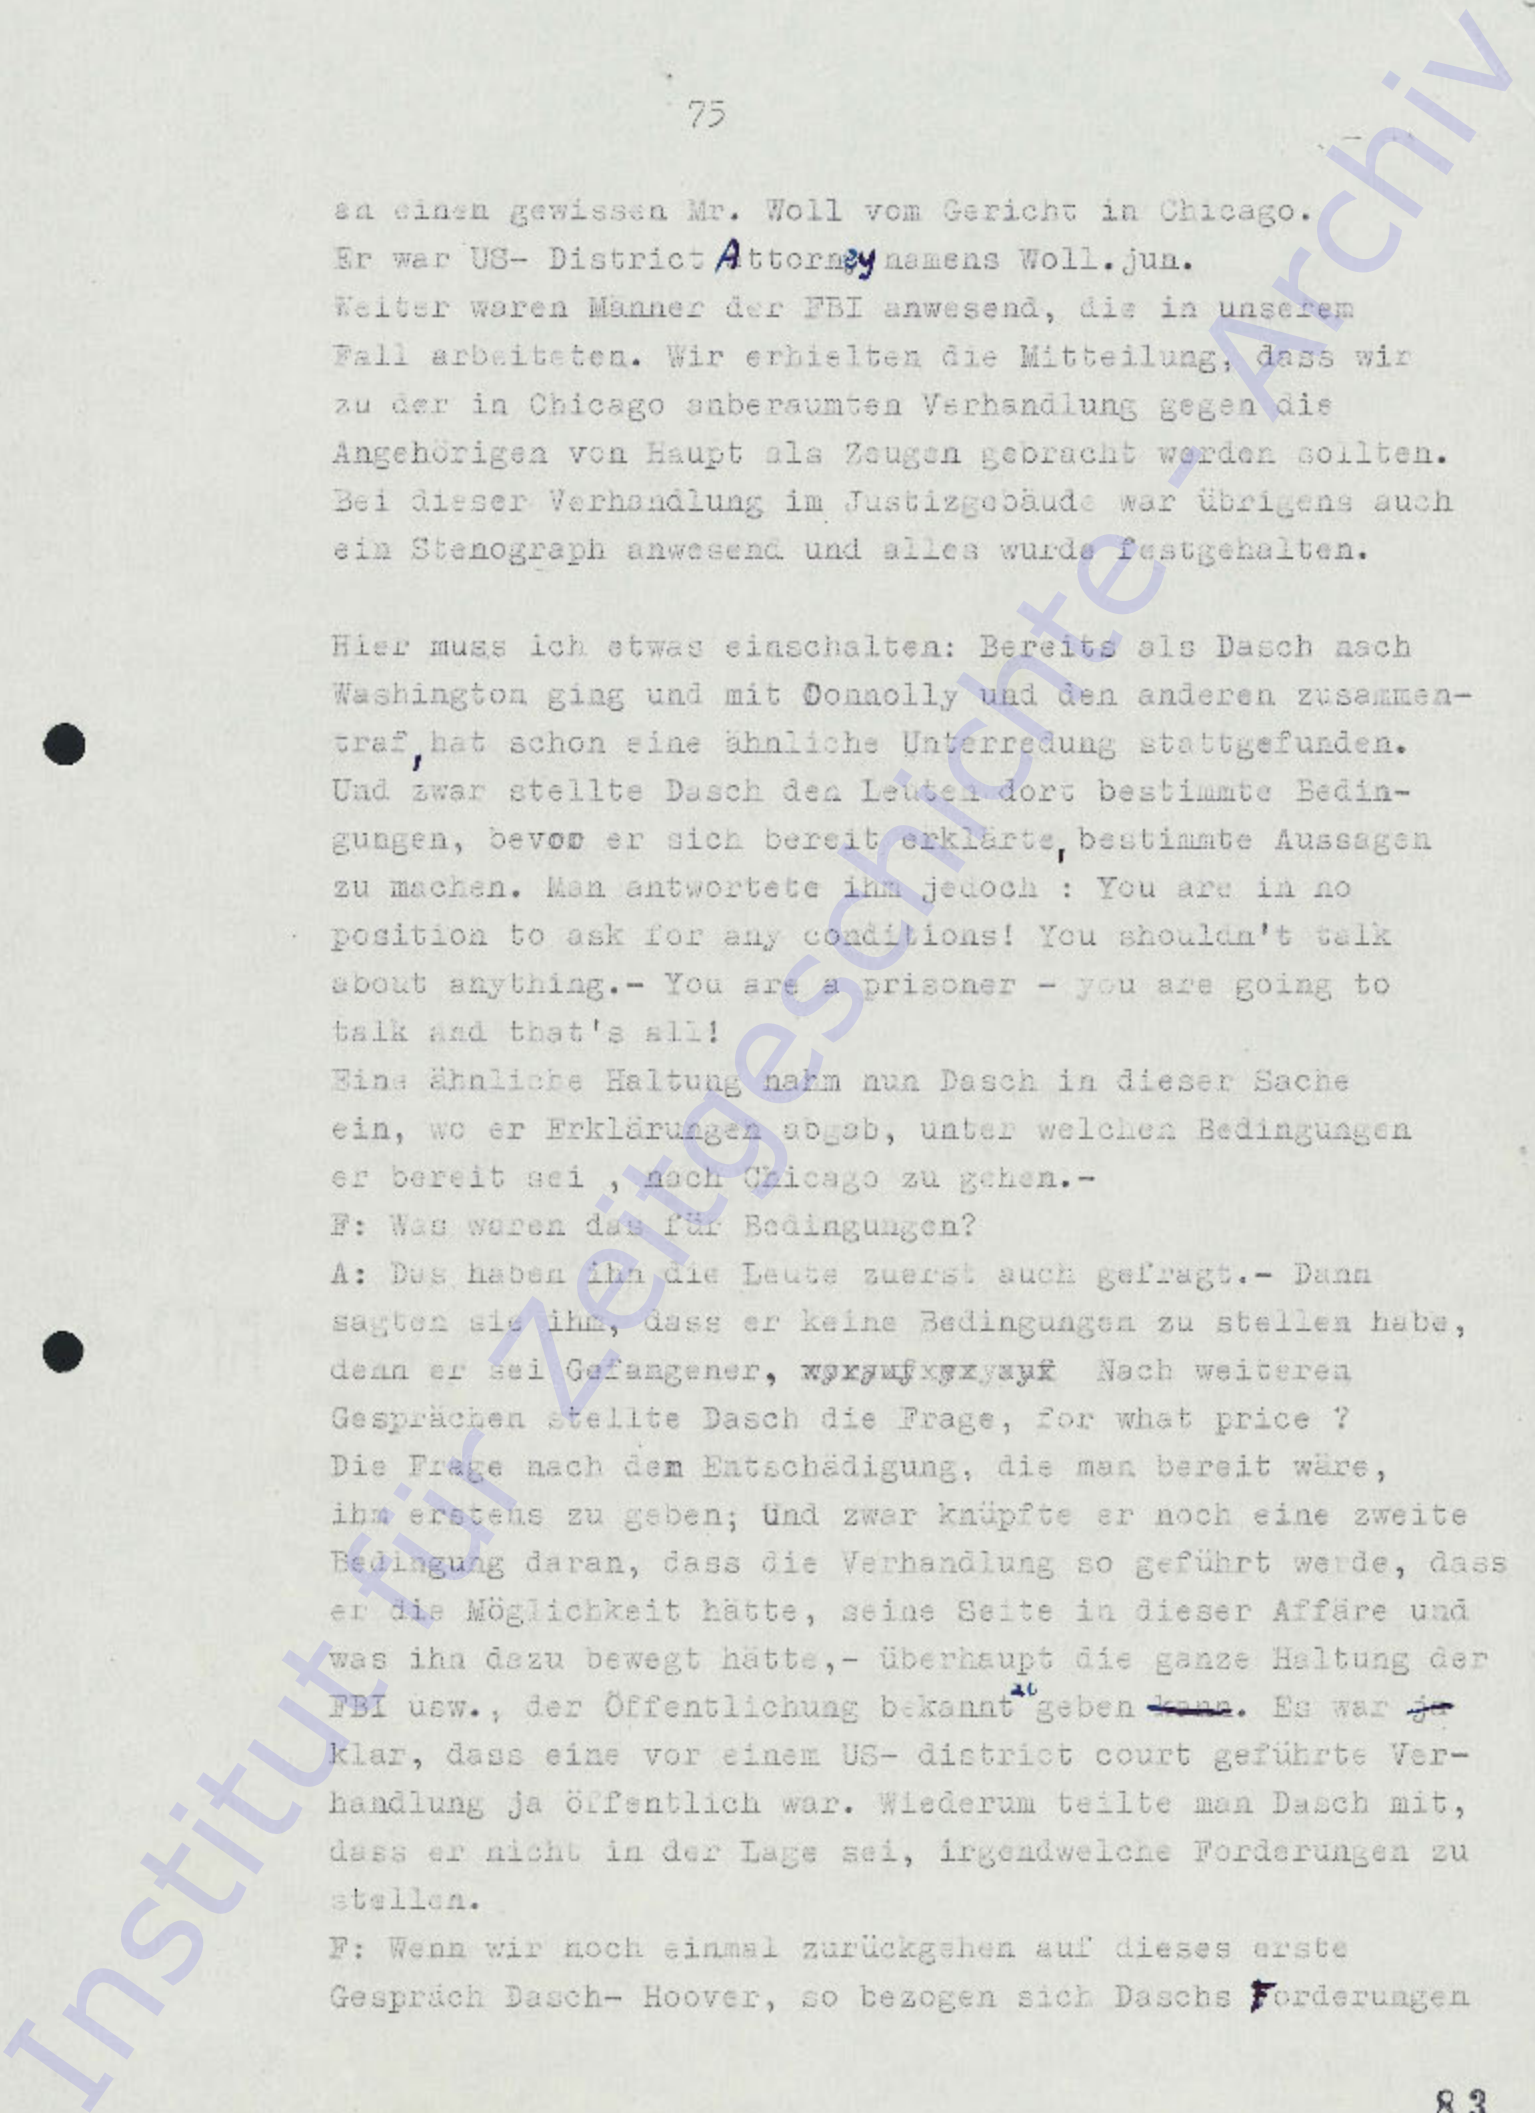 75
an einen gewissen Mr. Woll vom Gericht in Chicago.
Er war US- District Attorney namens Woll.jun.
Weiter waren Männer der FBI anwesend, die in unserem
Fall arbeiteten. Wir erhielten die Mitteilung, dass wir
zu der in Chicago anberaumten Verhandlung gegen die
Angehörigen von Haupt als Zeugen gebracht werden sollten.
Bei dieser Verhandlung im Justizgebäude war übrigens auch
ein Stenograph anwesend und alles wurde festgehalten.
Hier muss ich etwas einschalten: Bereits als Dasch nach
Washington ging und mit Donnolly und den anderen zusammen-
traf, hat schon eine ähnliche Unterredung stattgefunden.
Und zwar stellte Dasch den Leuten dort bestimmte Bedin-
gungen, bevor er sich bereit erklärte, bestimmte Aussagen
zu machen. Man antwortete ihm jedoch : You are in no
position to ask for any conditions! You shouldn't talk
about anything.- You are a prisoner - you are going to
talk and that's all!
Eine ähnliche Haltung nahm nun Dasch in dieser Sache
ein, wo er Erklärungen abgab, unter welchen Bedingungen
er bereit sei , nach Chicago zu gehen.-
F: Was waren das für Bedingungen?
A: Das haben ihn die Leute zuerst auch gefragt.- Dann
sagten sie ihm, dass er keine Bedingungen zu stellen habe,
denn er sei Gefangener, Nach weiteren
Gesprächen stellte Dasch die Frage, for what price ?
Die Frage nach dem Entschädigung, die man bereit wäre,
ihm erstens zu geben; Und zwar knüpfte er noch eine zweite
Bedingung daran, dass die Verhandlung so geführt werde, dass
er die Möglichkeit hätte, seine Seite in dieser Affäre und
was ihn dazu bewegt hätte,- überhaupt die ganze Haltung der
FBI usw., der Öffentlichung bekannt zu geben kann. Es war ja
klar, dass eine vor einem US- district court geführte Ver-
handlung ja öffentlich war. Wiederum teilte man Dasch mit,
dass er nicht in der Lage sei, irgendwelche Forderungen zu
stellen.
F: Wenn wir noch einmal zurückgehen auf dieses erste
Gespräch Dasch- Hoover, so bezogen sich Daschs Forderungen
83
Institut für Zeitgeschichte - Archiv